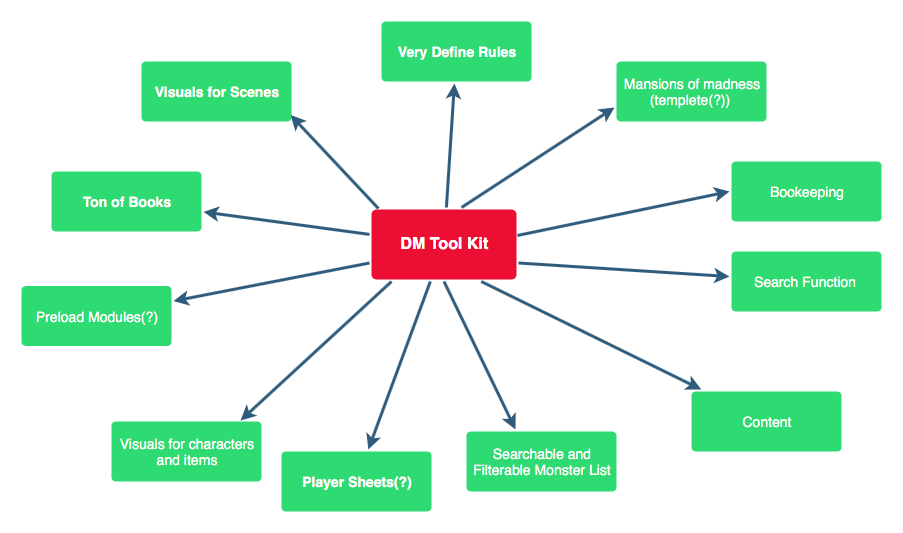 Very Define Rules
Visuals for Scenes
Mansions of madness
(templete(?))
Ton of Books
Bookeeping
DM Tool Kit
Search Function
Preload Modules(?)
Content
Visuals for characters
and items
Searchable and
Filterable Monster List
Player Sheets(?)